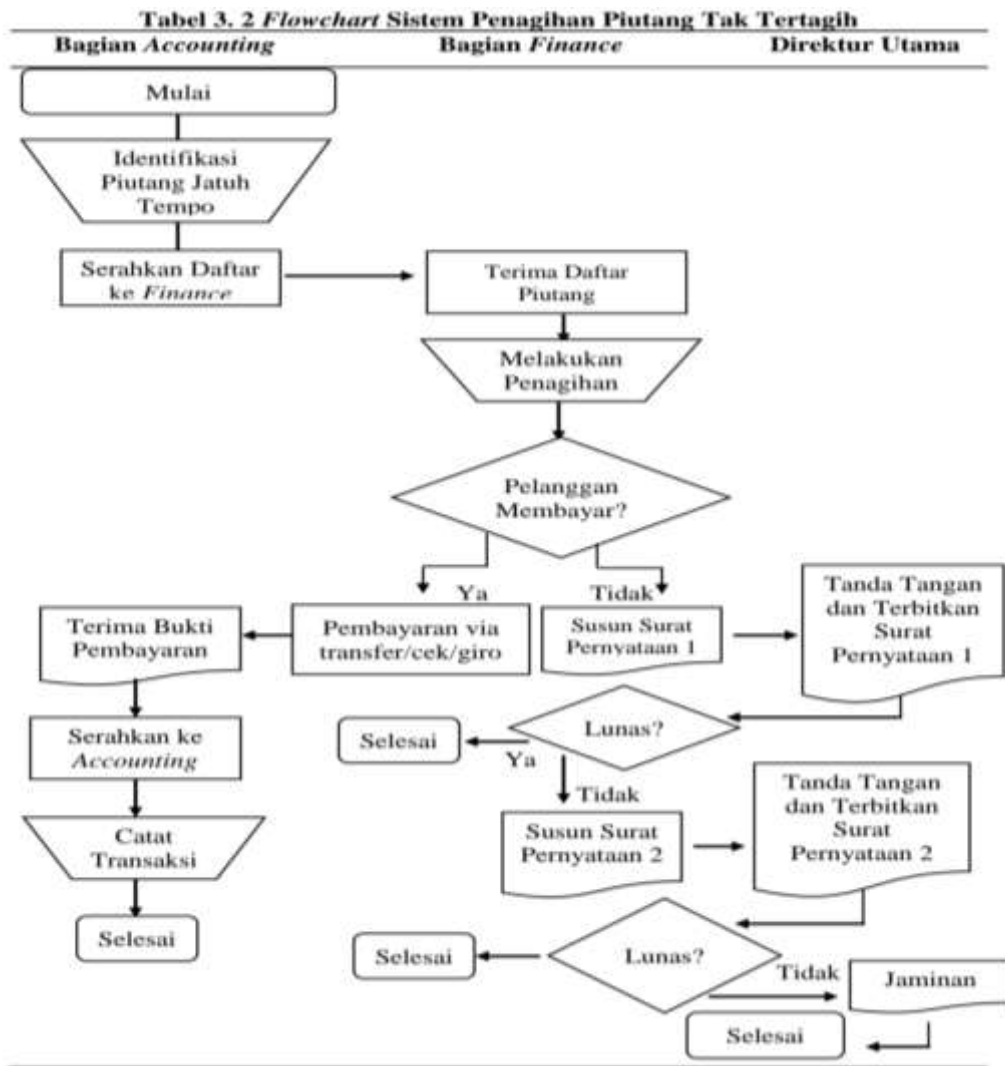 Tabel 3. 2 Flowchart Sistem Penagihan Piutang Tak Tertagih
Bagian Accounting Bagian Finance Direktur Utama
Mulai
Identifikasi
Piutang Jatuh
Tempo
Serahkan Daftar
ke Finance
Terima Daftar
Piutang
Melakukan
Penagihan
Pelanggan
Membayar?
Ya
Tidak
Pembayaran via
transfer/cek/giro
Terima Bukti
Pembayaran
Serahkan ke
Accounting
Catat
Transaksi
Selesai
Susun Surat
Pernyataan 1
Tanda Tangan
dan Terbitkan
Surat
Pernyataan 1
Lunas?
Ya
Selesai
Tidak
Susun Surat
Pernyataan 2
Tanda Tangan
dan Terbitkan
Surat
Pernyataan 2
Lunas?
Selesai
Tidak
Jaminan
Selesai